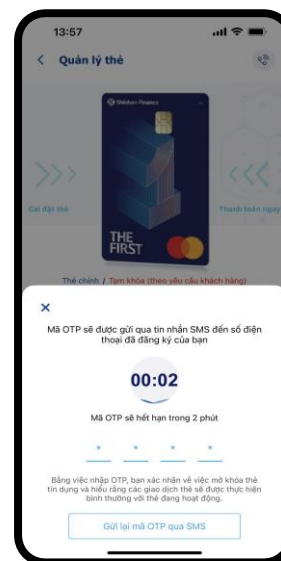 13:57
Quản lý thẻ
Shinhan Finance
Cài đặt thẻ
Thanh toán ngay
THE
FIRST
Thẻ chính / Tạm khóa (theo yêu cầu khách hàng)
Mã OTP sẽ được gửi qua tin nhắn SMS đến số điện
thoại đã đăng ký của bạn
00:02
Mã OTP sẽ hết hạn trong 2 phút
* * * *
Bằng việc nhập OTP, bạn xác nhận về việc mở khóa thẻ
tín dụng và hiểu rằng các giao dịch thẻ sẽ được thực hiện
bình thường với thẻ đang hoạt động.
Gửi lại mã OTP qua SMS